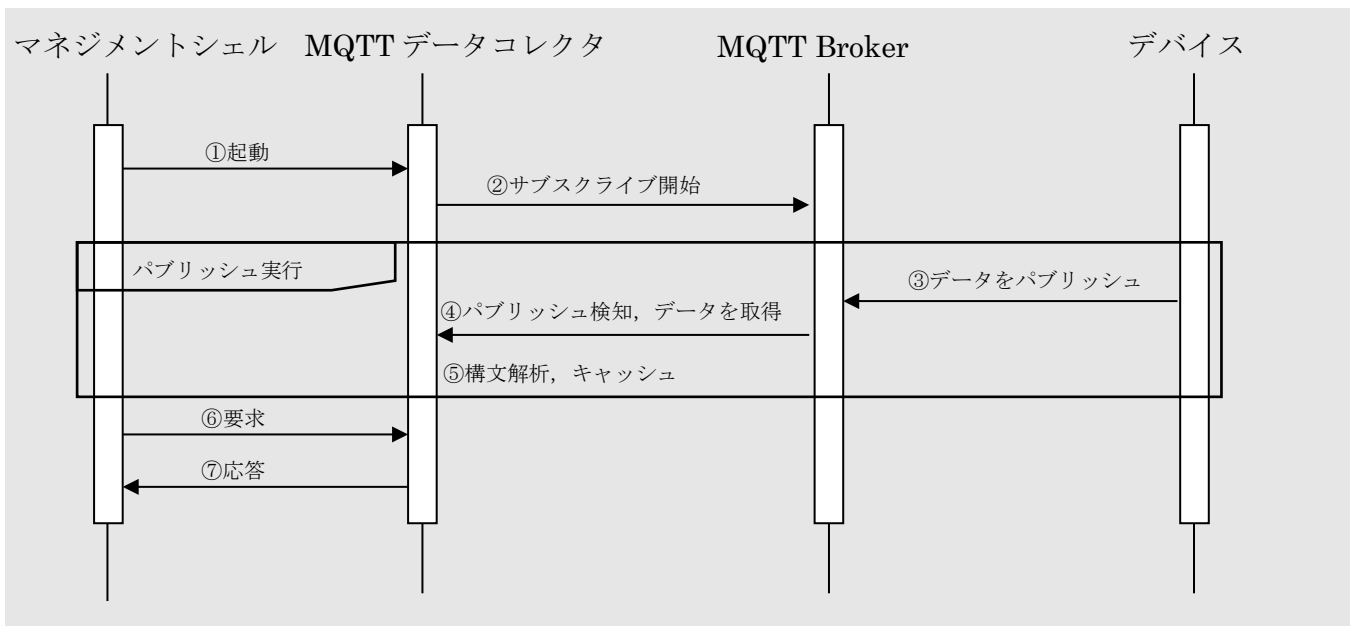 マネジメントシェル
MQTT データコレクタ
MQTT Broker
デバイス
①起動
②サブスクライブ開始
パブリッシュ実行
③データをパブリッシュ
④パブリッシュ検知，データを取得
⑤構文解析，キャッシュ
⑥要求
⑦応答